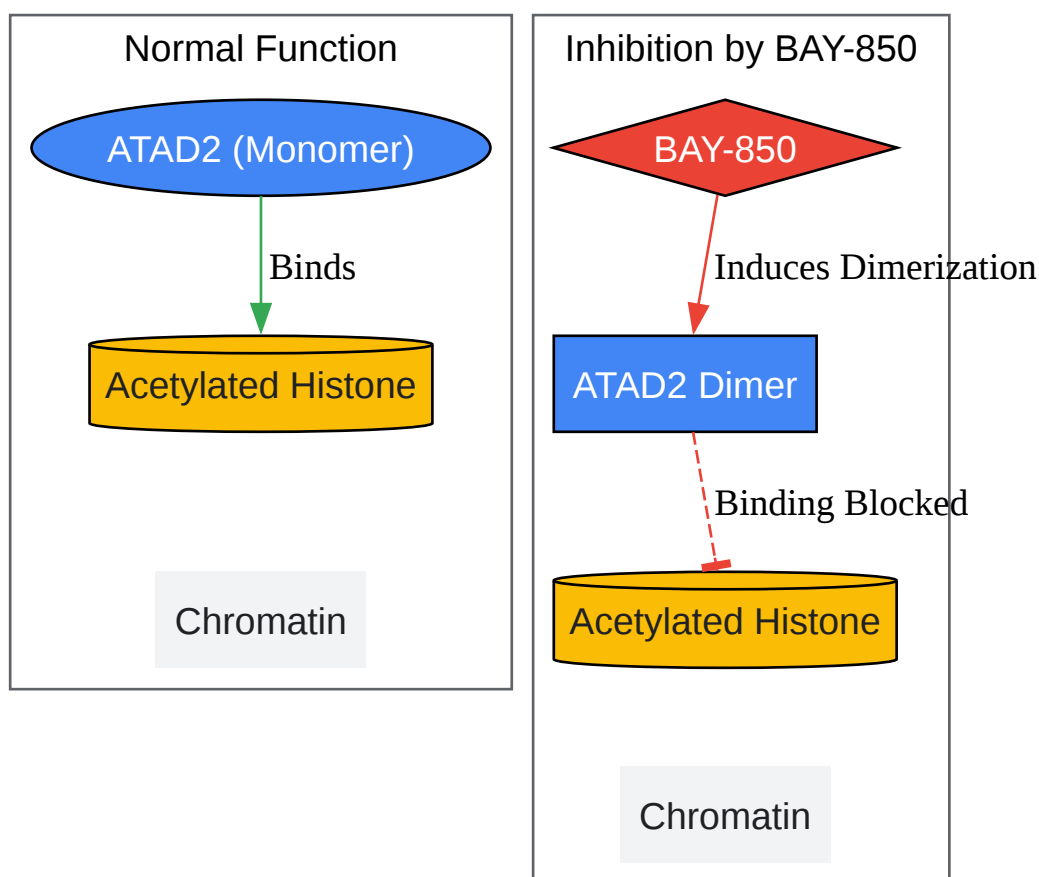 Normal Function
ATAD2 (Monomer)
Binds
Acetylated Histone
Chromatin
Inhibition by BAY-850
BAY-850
Induces Dimerization
ATAD2 Dimer
Binding Blocked
Acetylated Histone
Chromatin